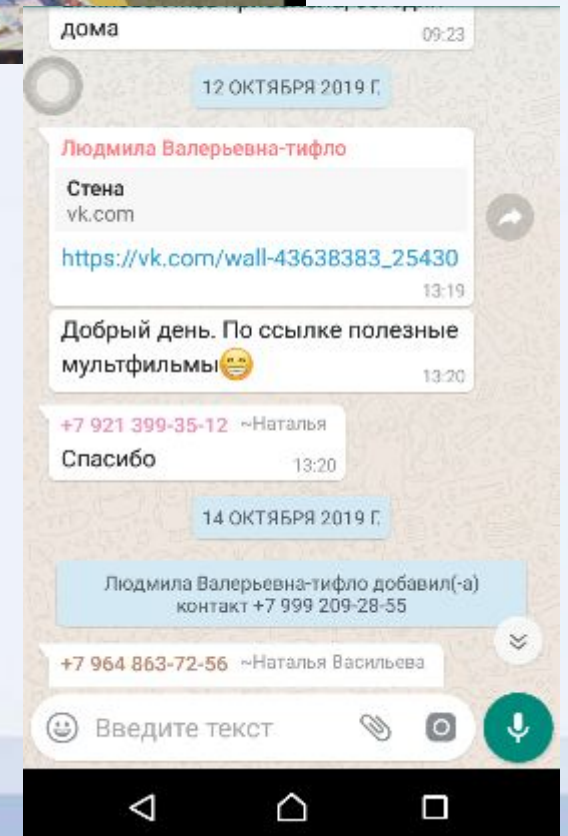 дома
09:23
12 ОКТЯБРЯ 2019 Г.
Людмила Валерьевна-тифло
Стена
vk.com
https://vk.com/wall-43638383_25430
13:19
Добрый день. По ссылке полезные
мультфильмы😁
13:20
+7 921 399-35-12 ~Наталья
Спасибо
13:20
14 ОКТЯБРЯ 2019 Г.
Людмила Валерьевна-тифло добавил(-а)
контакт +7 999 209-28-55
+7 964 863-72-56 ~Наталья Васильева
Введите текст